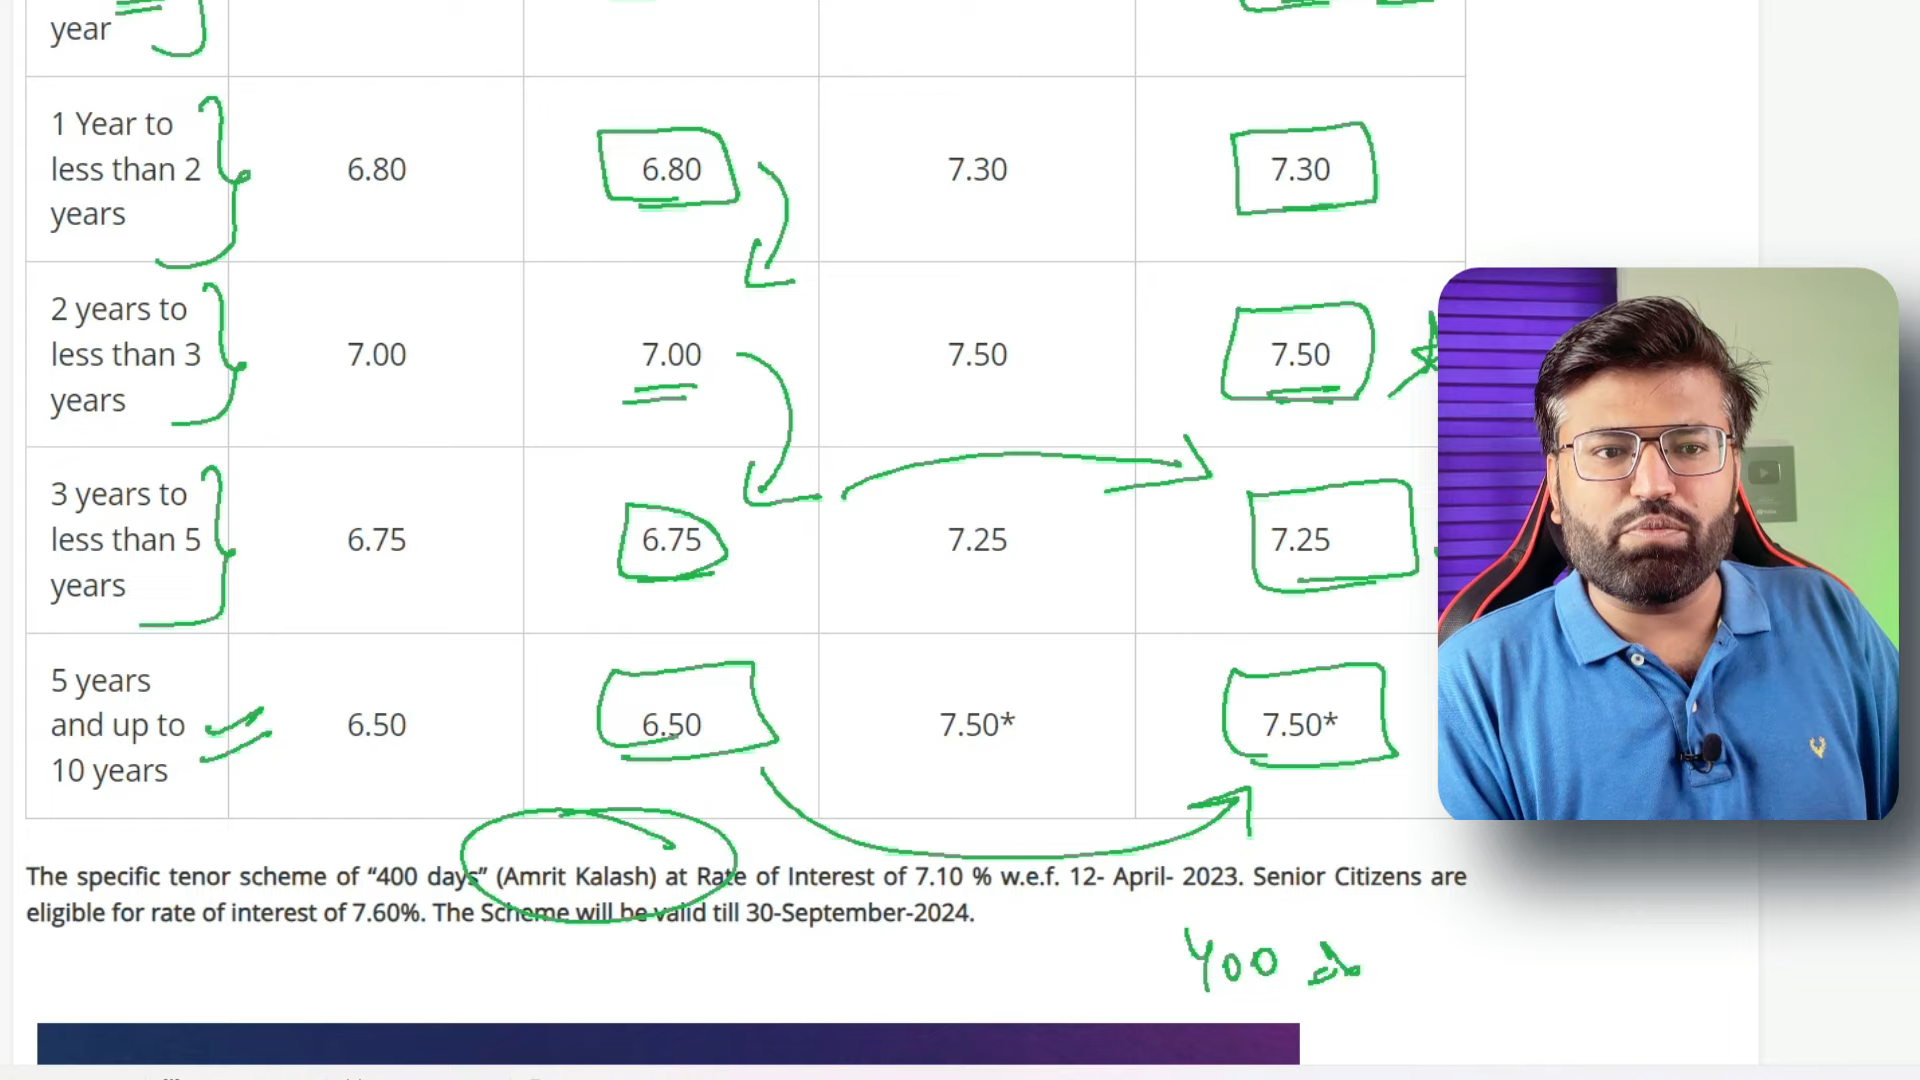 year
1 Year to
less than 2
years
6.80
6.80
7.30
7.30
2 years to
less than 3
years
7.00
7.00
7.50
7.50
3 years to
less than 5
years
6.75
6.75
7.25
7.25
5 years
and up to
10 years
6.50
6.50
7.50*
7.50*
The specific tenor scheme of “400 days” (Amrit Kalash) at Rate of Interest of 7.10 % w.e.f. 12- April- 2023. Senior Citizens are
eligible for rate of interest of 7.60%. The Scheme will be valid till 30-September-2024.
400